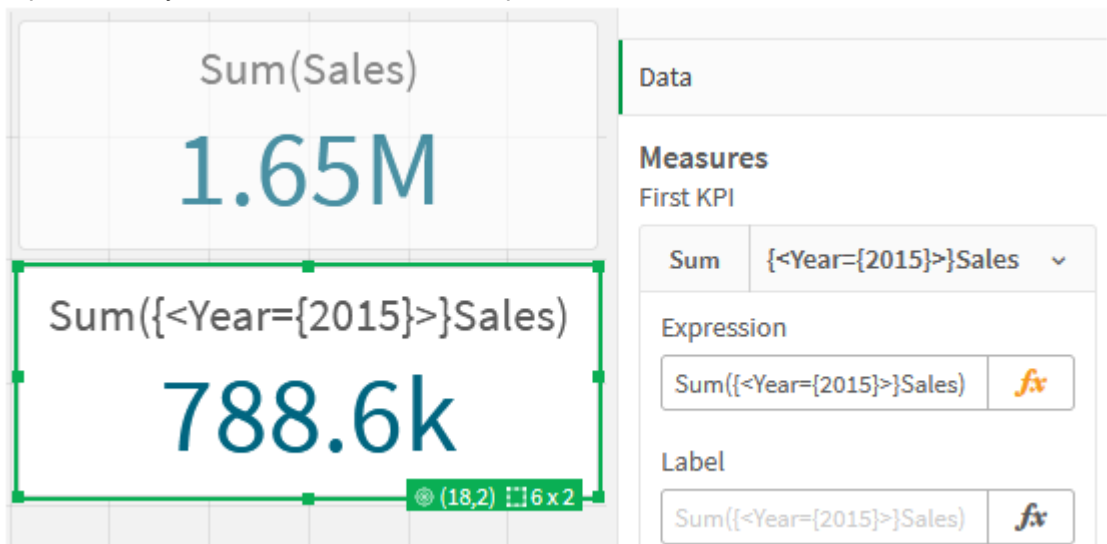 Sum(Sales)
1.65M
Sum({<Year={2015}>}Sales)
788.6k
(18,2) 6 x 2
Data
Measures
First KPI
Sum {<Year={2015}>}Sales
Expression
Sum({<Year={2015}>}Sales) fx
Label
Sum({<Year={2015}>}Sales) fx